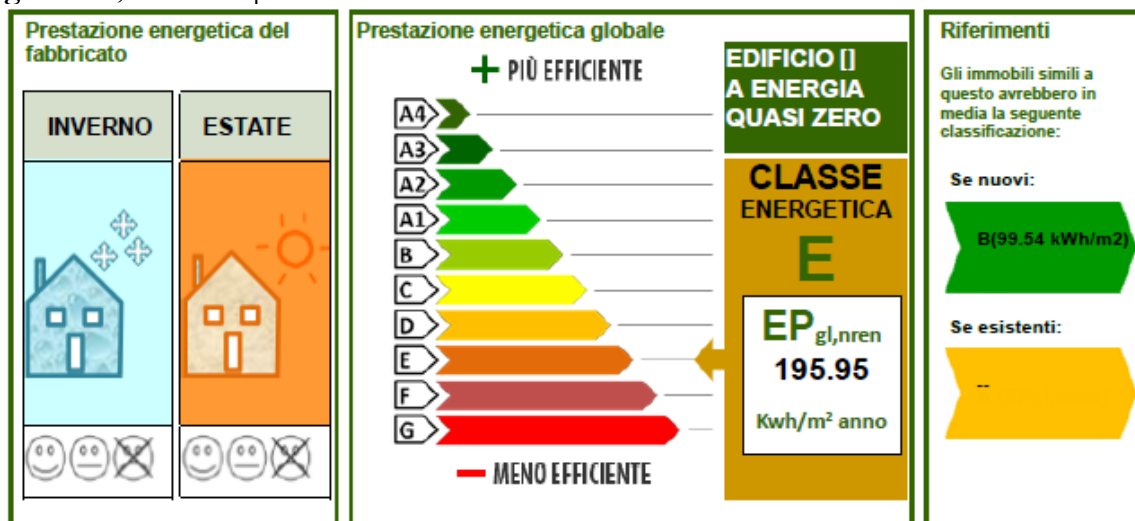 Prestazione energetica del
fabbricato
INVERNO
ESTATE
Prestazione energetica globale
+ PIÙ EFFICIENTE
A4
A3
A2
A1
B
C
D
E
F
G
− MENO EFFICIENTE
EDIFICIO []
A ENERGIA
QUASI ZERO
CLASSE
ENERGETICA
E
EPgl,nren
195.95
Kwh/m² anno
Riferimenti
Gli immobili simili a
questo avrebbero in
media la seguente
classificazione:
Se nuovi:
B(99.54 kWh/m2)
Se esistenti:
--